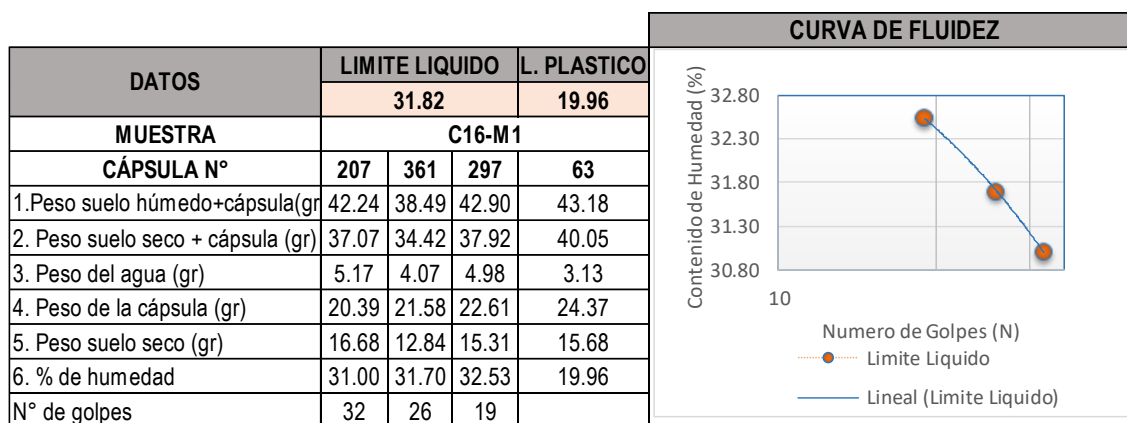 CURVA DE FLUIDEZ
DATOS LIMITE LIQUIDO L. PLASTICO
31.82 19.96
MUESTRA C16-M1
CÁPSULA N° 207 361 297 63
1.Peso suelo húmedo+cápsula(gr 42.24 38.49 42.90 43.18
2. Peso suelo seco + cápsula (gr) 37.07 34.42 37.92 40.05
3. Peso del agua (gr) 5.17 4.07 4.98 3.13
4. Peso de la cápsula (gr) 20.39 21.58 22.61 24.37
5. Peso suelo seco (gr) 16.68 12.84 15.31 15.68
6. % de humedad 31.00 31.70 32.53 19.96
N° de golpes 32 26 19
Contenido de Humedad (%)
32.80
32.30
31.80
31.30
30.80
10
Numero de Golpes (N)
Limite Liquido
Lineal (Limite Liquido)